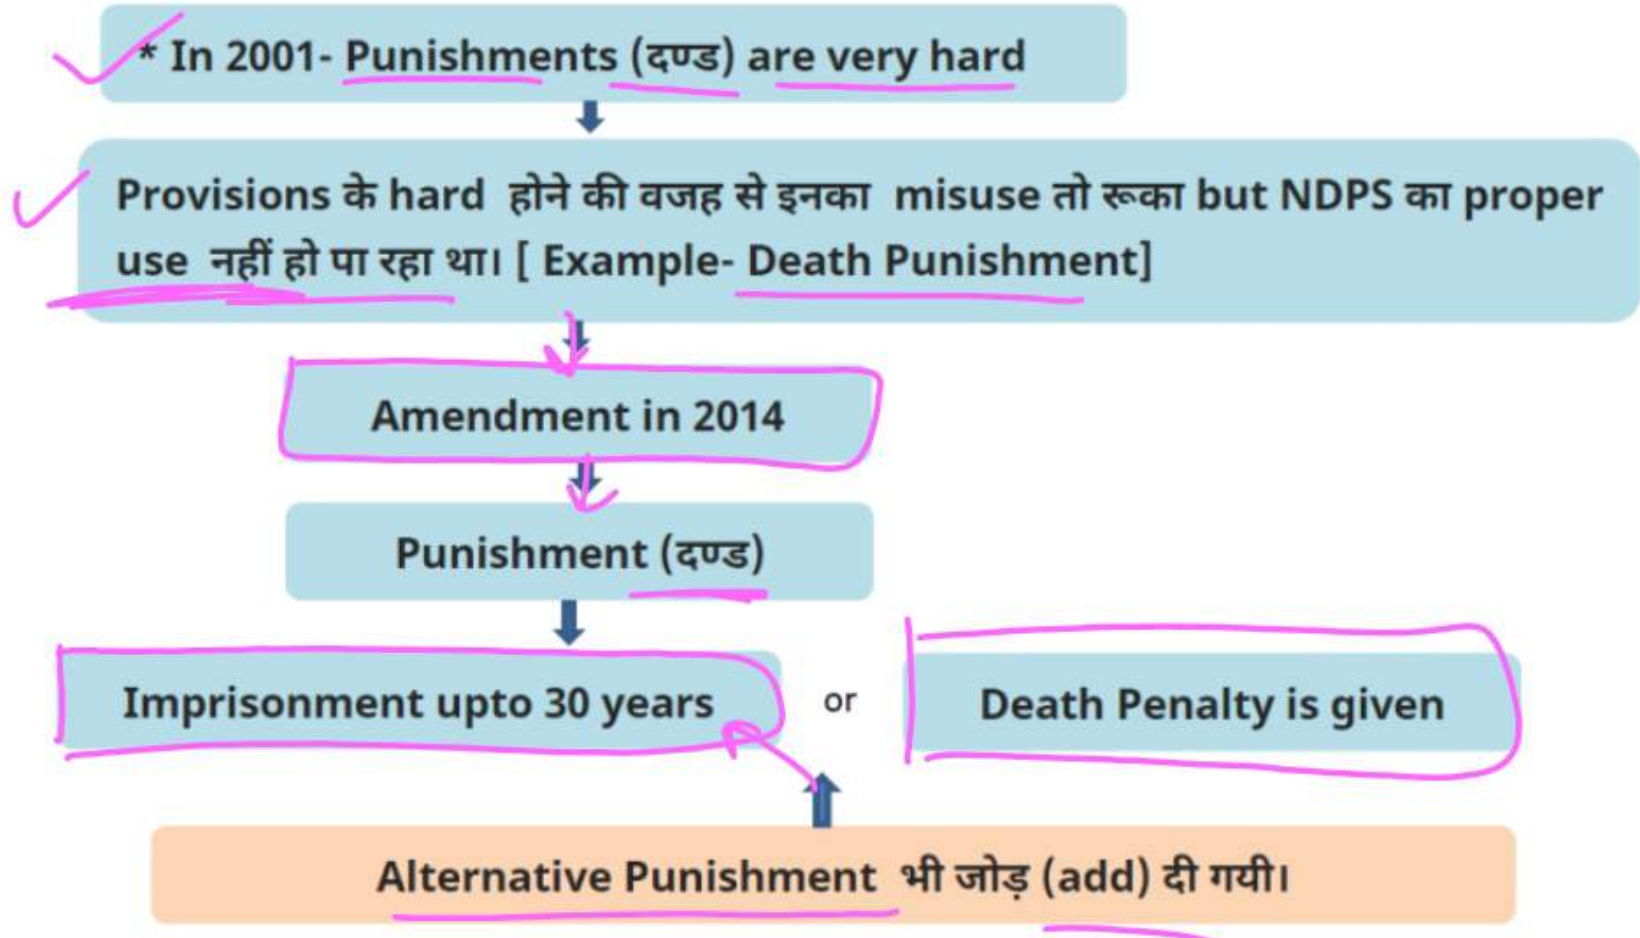 * In 2001- Punishments (दण्ड) are very hard
Provisions के hard होने की वजह से इनका misuse तो रूका but NDPS का proper
use नहीं हो पा रहा था। [ Example- Death Punishment]
Amendment in 2014
Punishment (दण्ड)
Imprisonment upto 30 years or Death Penalty is given
Alternative Punishment भी जोड़ (add) दी गयी।